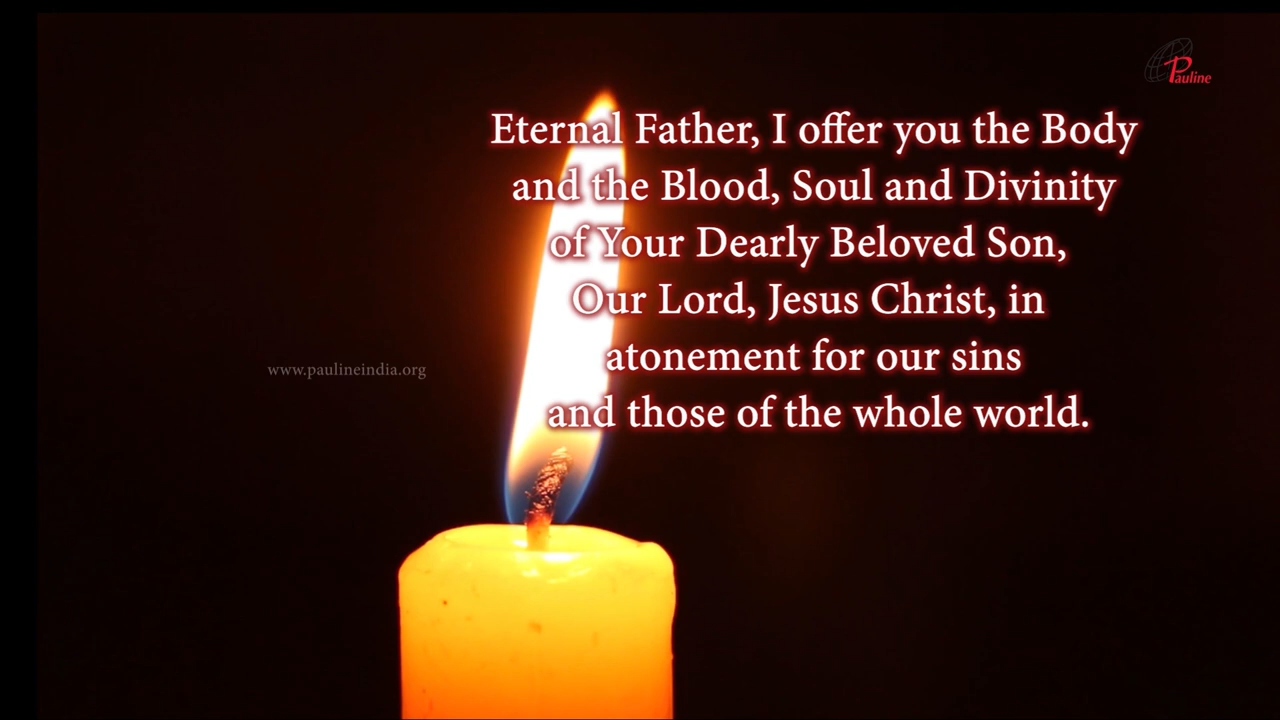 Pauline
Eternal Father, I offer you the Body
and the Blood, Soul and Divinity
of Your Dearly Beloved Son,
Our Lord, Jesus Christ, in
atonement for our sins
and those of the whole world.
www.paulineindia.org